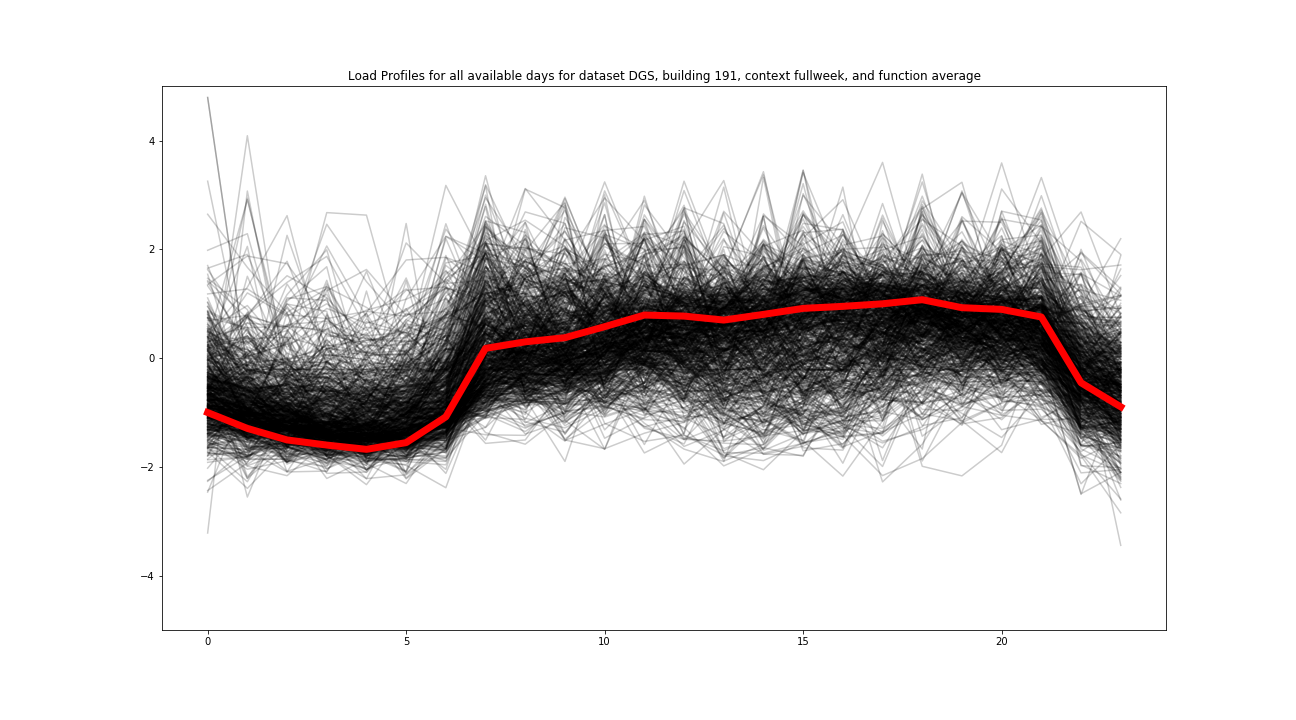 Load Profiles for all available days for dataset DGS, building 191, context fullweek, and function average
4
2
0
−2
−4
0 5 10 15 20